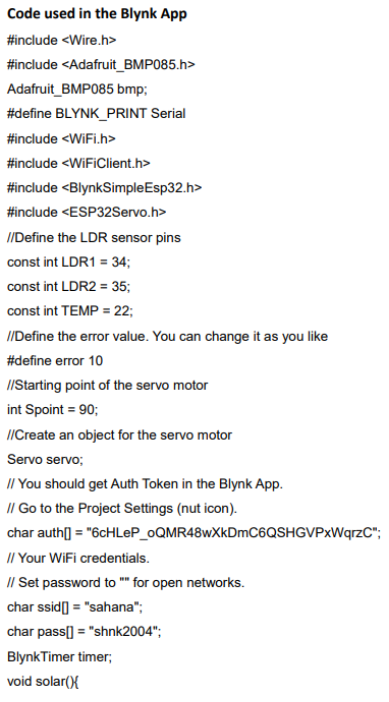 Code used in the Blynk App
#include <Wire.h>
#include <Adafruit_BMP085.h>
Adafruit_BMP085 bmp;
#define BLYNK_PRINT Serial
#include <WiFi.h>
#include <WiFiClient.h>
#include <BlynkSimpleEsp32.h>
#include <ESP32Servo.h>
//Define the LDR sensor pins
const int LDR1 = 34;
const int LDR2 = 35;
const int TEMP = 22;
//Define the error value. You can change it as you like
#define error 10
//Starting point of the servo motor
int Spoint = 90;
//Create an object for the servo motor
Servo servo;
// You should get Auth Token in the Blynk App.
// Go to the Project Settings (nut icon).
char auth[] = "6cHLeP_oQMR48wXkDmC6QSHGVPxWqrzC";
// Your WiFi credentials.
// Set password to "" for open networks.
char ssid[] = "sahana";
char pass[] = "shnk2004";
BlynkTimer timer;
void solar(){